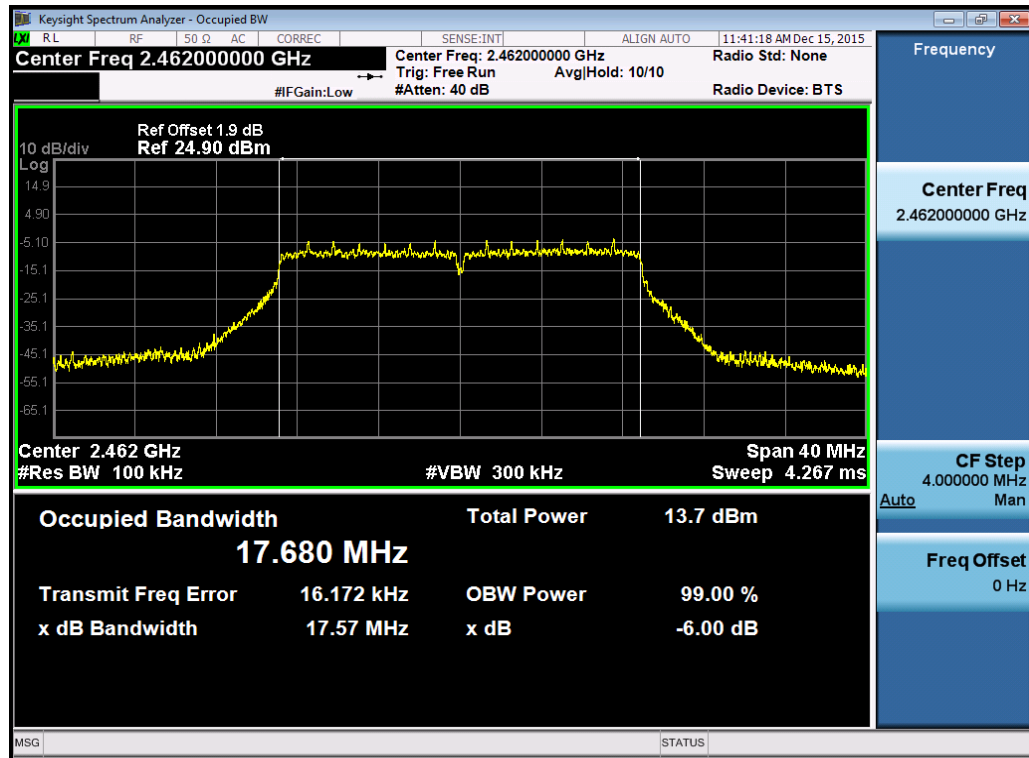 Keysight Spectrum Analyzer - Occupied BW
LXI RL RF 50 Ω AC CORREC SENSE:INT ALIGN AUTO 11:41:18 AM Dec 15, 2015
Center Freq 2.462000000 GHz
#IFGain:Low
Center Freq: 2.462000000 GHz
Trig: Free Run Avg|Hold: 10/10
#Atten: 40 dB
Radio Std: None
Radio Device: BTS
Ref Offset 1.9 dB
10 dB/div Ref 24.90 dBm
Log
14.9
4.90
-5.10
-15.1
-25.1
-35.1
-45.1
-55.1
-65.1
Center 2.462 GHz Span 40 MHz
#Res BW 100 kHz #VBW 300 kHz Sweep 4.267 ms
Occupied Bandwidth Total Power 13.7 dBm
17.680 MHz
Transmit Freq Error 16.172 kHz OBW Power 99.00 %
x dB Bandwidth 17.57 MHz x dB -6.00 dB
MSG STATUS
Frequency
Center Freq
2.462000000 GHz
CF Step
4.000000 MHz
Auto Man
Freq Offset
0 Hz